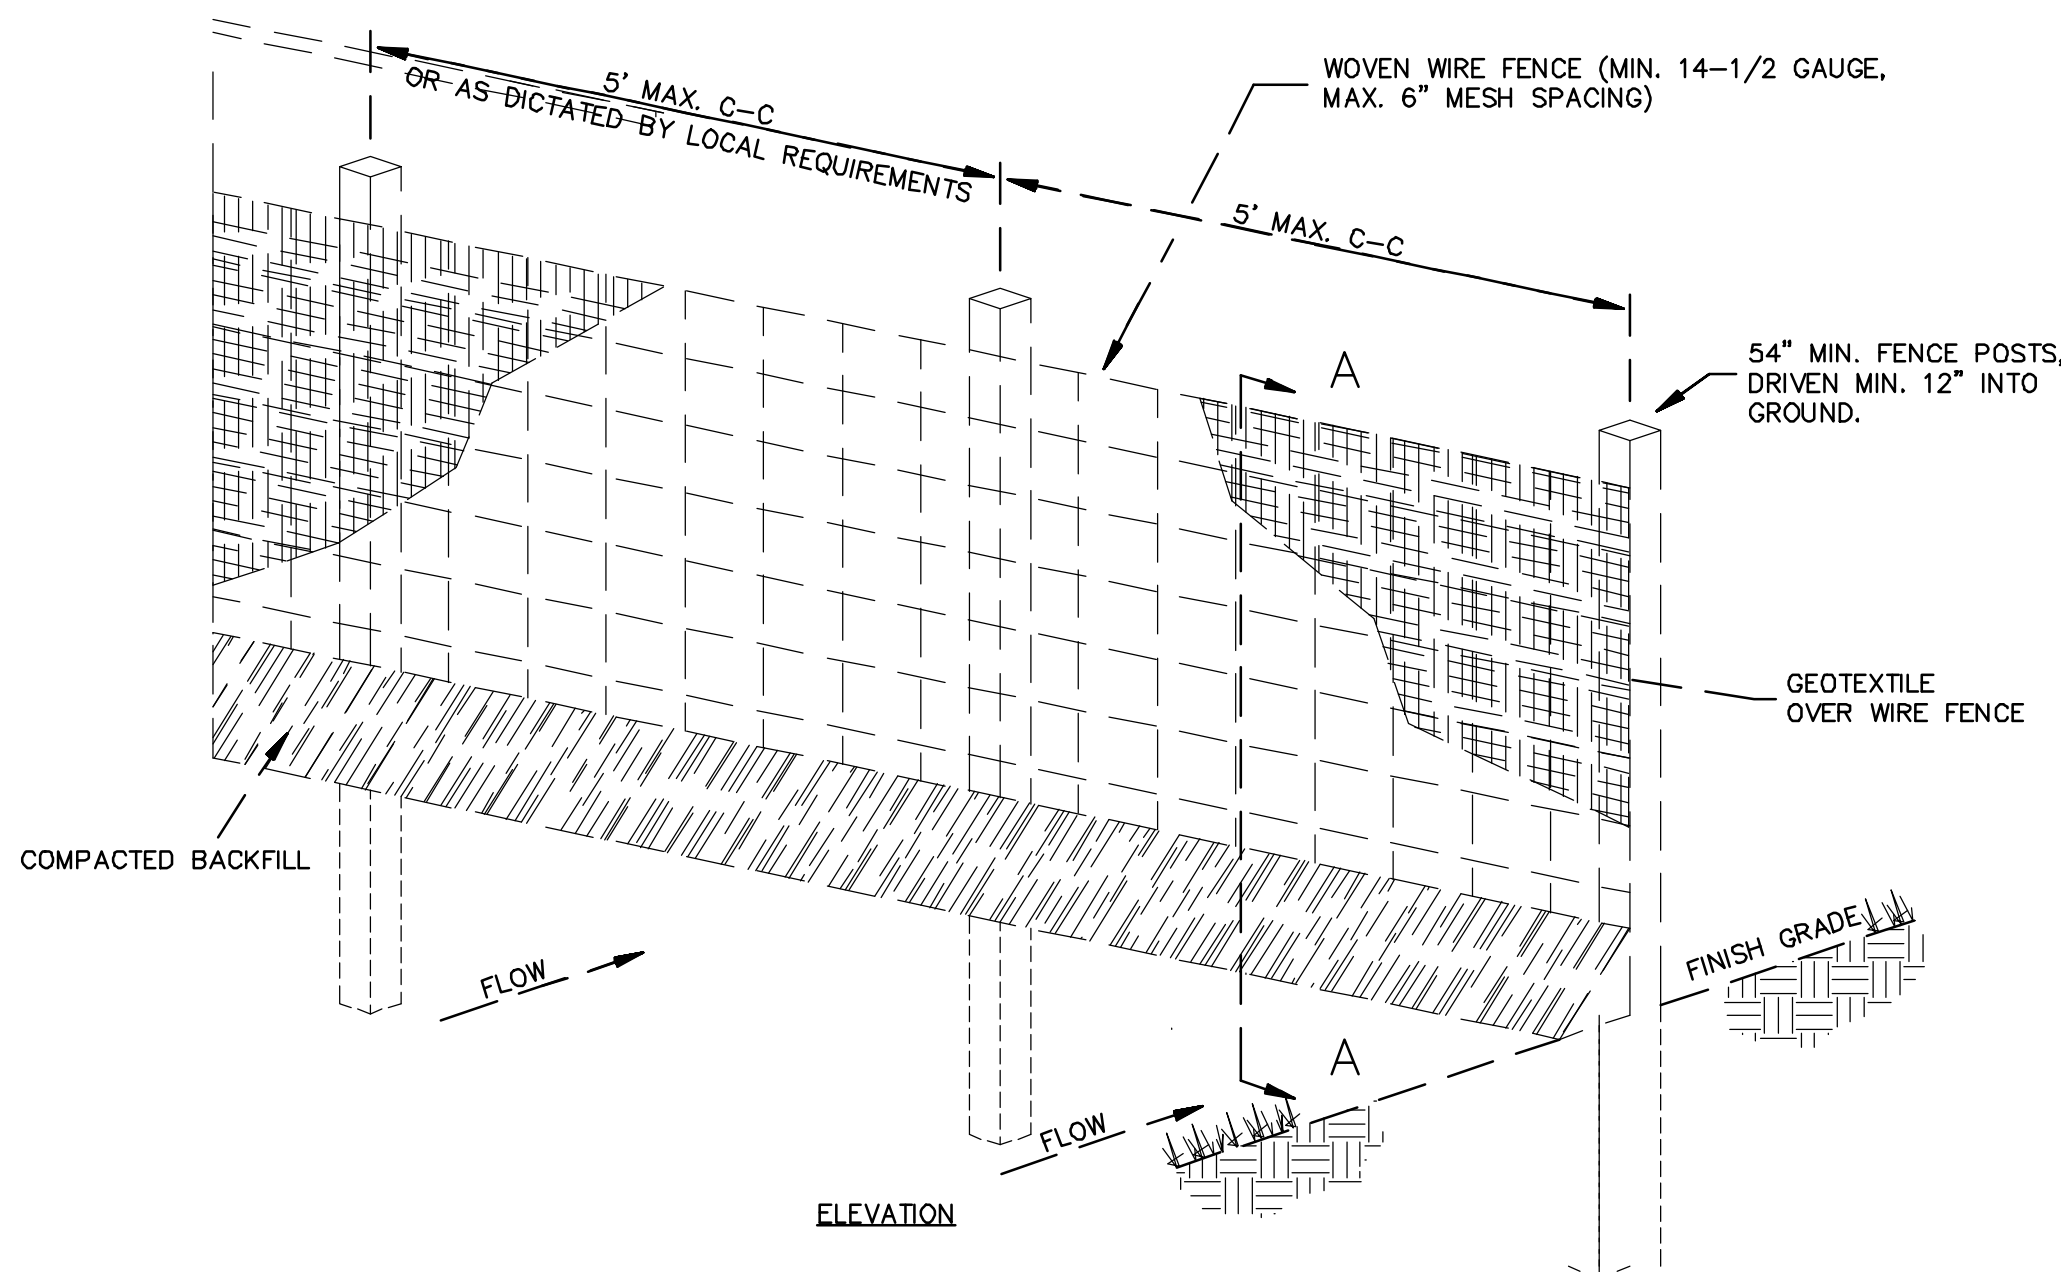 5' MAX. C–C
OR AS DICTATED BY LOCAL REQUIREMENTS
WOVEN WIRE FENCE (MIN. 14–1/2 GAUGE,
MAX. 6" MESH SPACING)
5' MAX. C–C
A
54" MIN. FENCE POSTS,
DRIVEN MIN. 12" INTO
GROUND.
GEOTEXTILE
OVER WIRE FENCE
COMPACTED BACKFILL
FINISH GRADE
FLOW
A
FLOW
ELEVATION